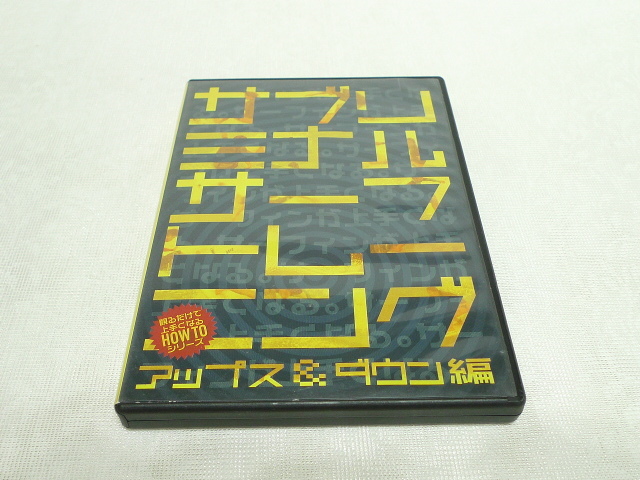 サブリ
ミナル
サーフ
トレー
ニング
観るだけで
上手くなる
HOW TO
シリーズ
アップス&ダウン編